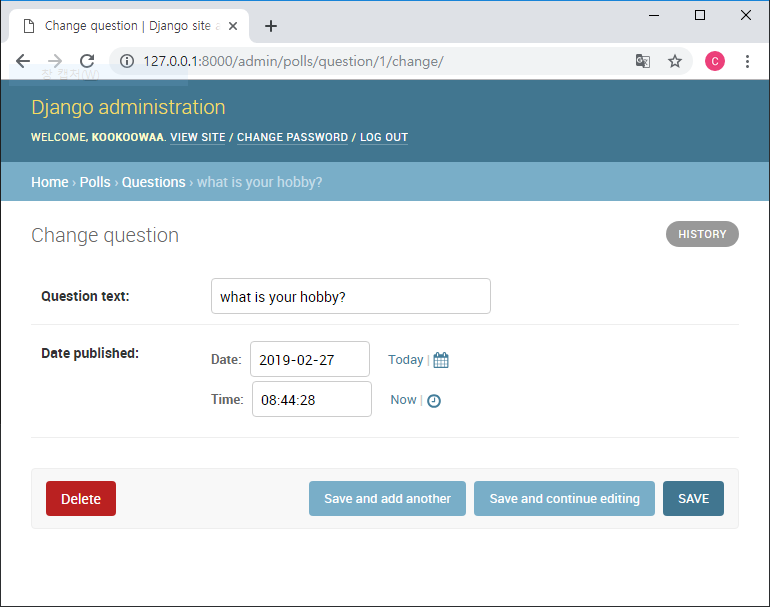 Change question | Django site a
127.0.0.1:8000/admin/polls/question/1/change/
C
창 캡처(W)
Django administration
WELCOME, KOOKOOWAA. VIEW SITE / CHANGE PASSWORD / LOG OUT
Home › Polls › Questions › what is your hobby?
Change question
HISTORY
Question text:
what is your hobby?
Date published:
Date:
2019-02-27
Today |
Time:
08:44:28
Now |
Delete
Save and add another
Save and continue editing
SAVE